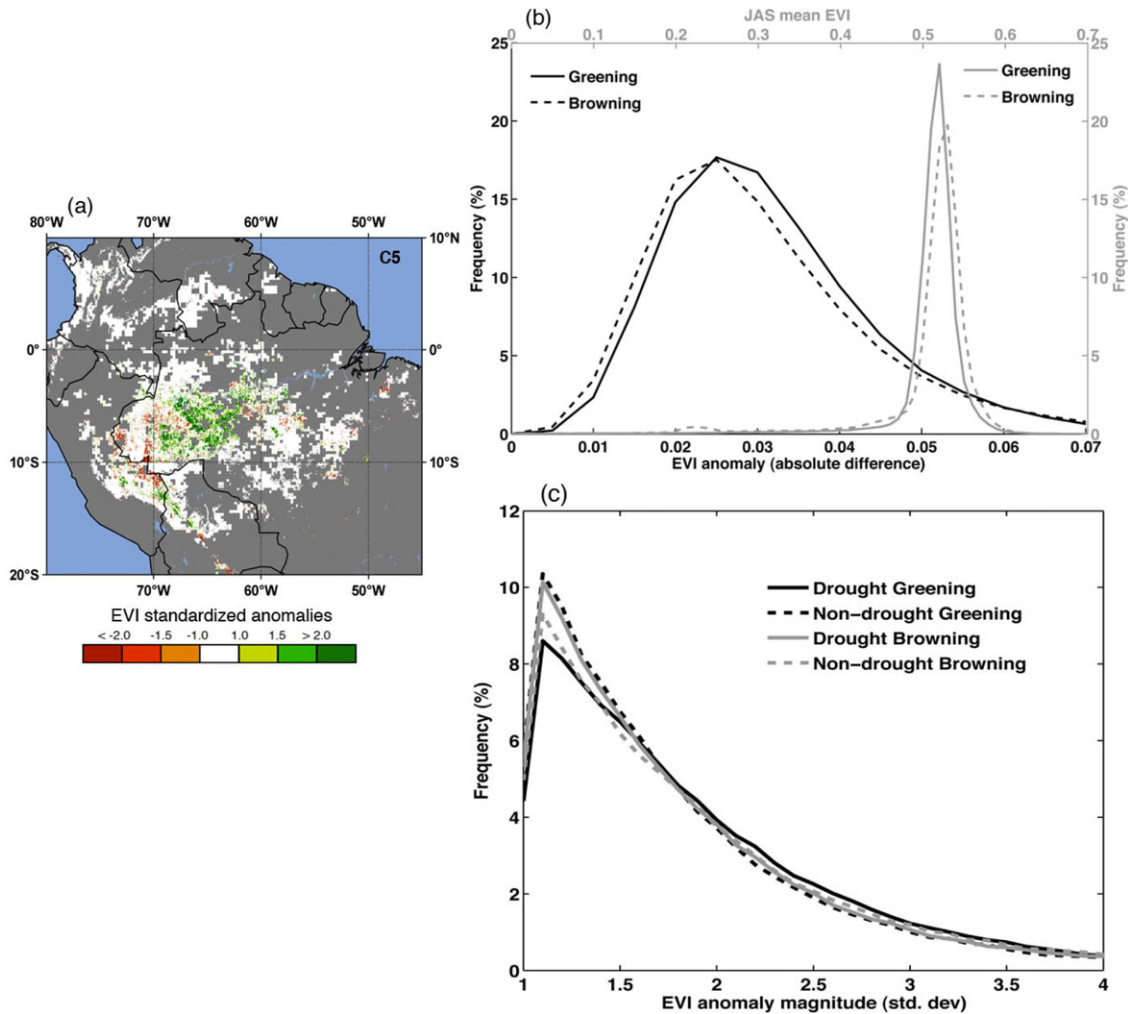 (a)
80°W 70°W 60°W 50°W
C5
10°N
0° 0°
10°S 10°S
20°S
70°W 60°W 50°W
EVI standardized anomalies
< -2.0 -1.5 -1.0 1.0 1.5 > 2.0
(b)
JAS mean EVI
0 0.1 0.2 0.3 0.4 0.5 0.6 0.7
25 25
Greening Greening
Browning Browning
20 20
15 15
10 10
5 5
0 0
Frequency (%)
Frequency (%)
0 0.01 0.02 0.03 0.04 0.05 0.06 0.07
EVI anomaly (absolute difference)
(c)
12
10
8
6
4
2
0
Frequency (%)
Drought Greening
Non-drought Greening
Drought Browning
Non-drought Browning
1 1.5 2 2.5 3 3.5 4
EVI anomaly magnitude (std. dev)